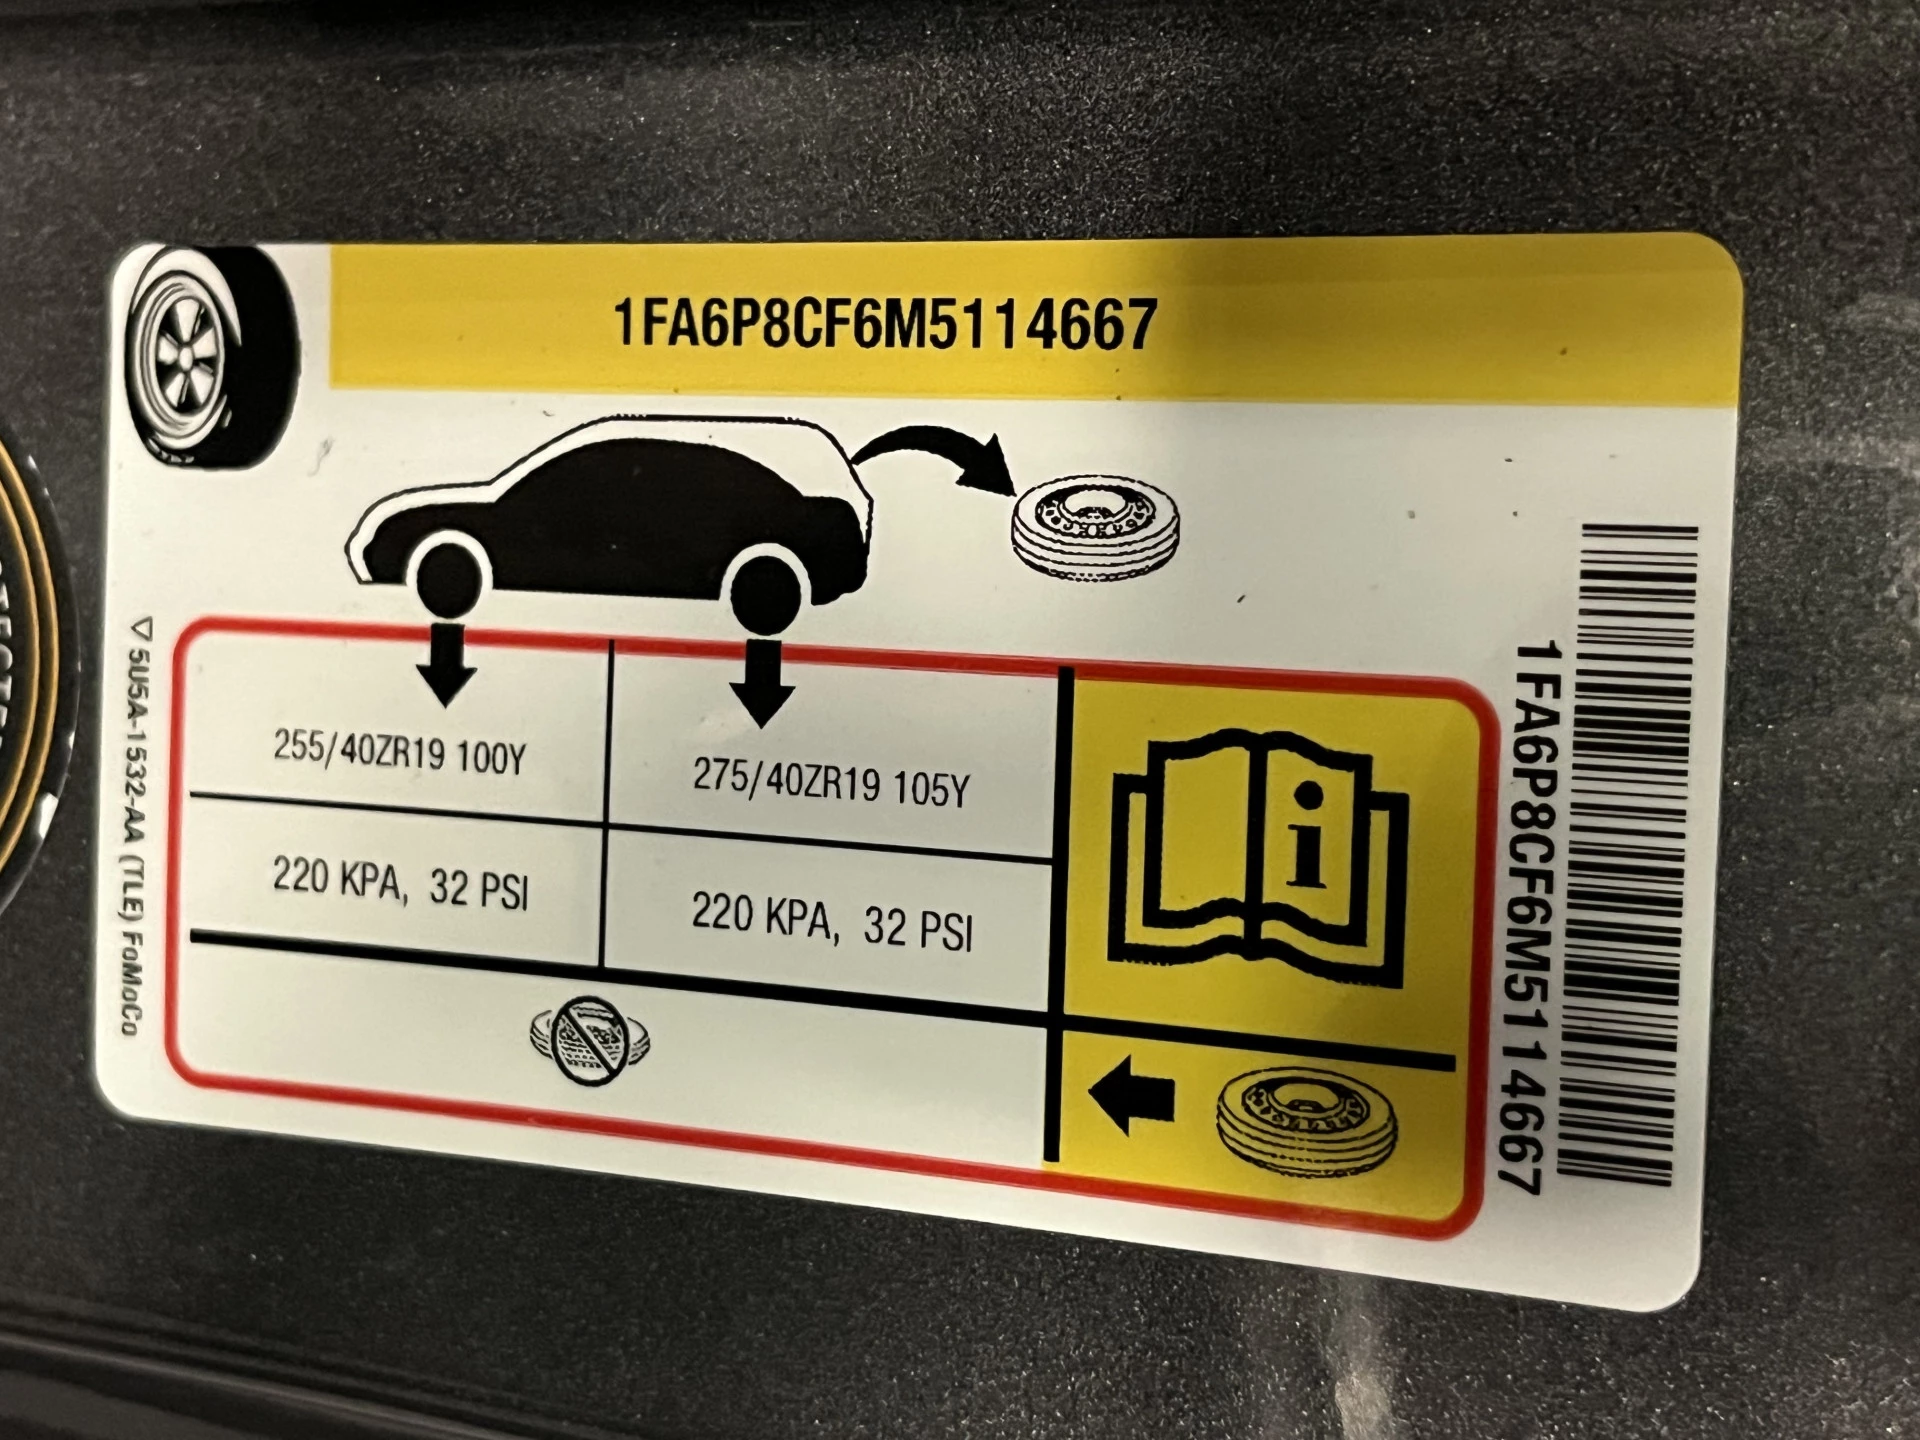 1FA6P8CF6M5114667
255/40ZR19 100Y
275/40ZR19 105Y
220 KPA, 32 PSI
220 KPA, 32 PSI
i
1FA6P8CF6M5114667
5U5A-1532-AA (TLE) FoMoCo